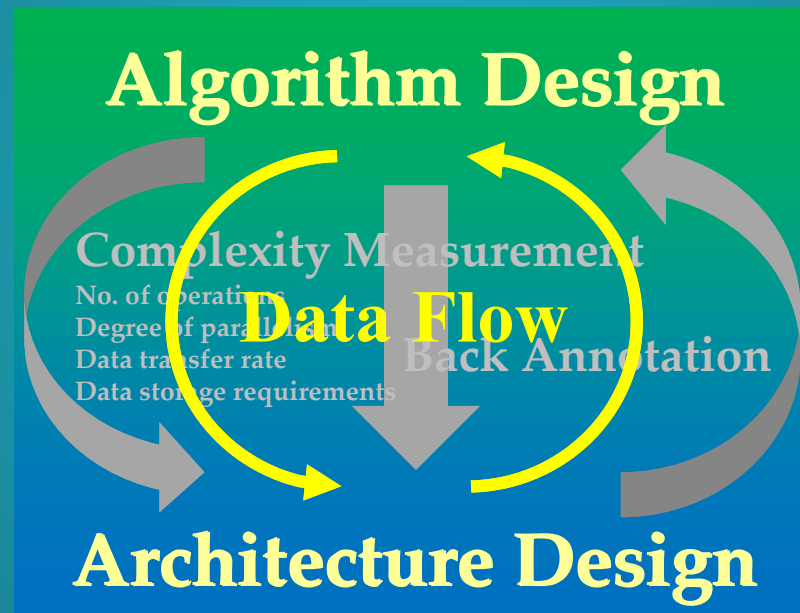 Algorithm Design
Complexity Measurement
No. of operations
Degree of parallelism
Data Flow
Data transfer rate
Back Annotation
Data storage requirements
Architecture Design